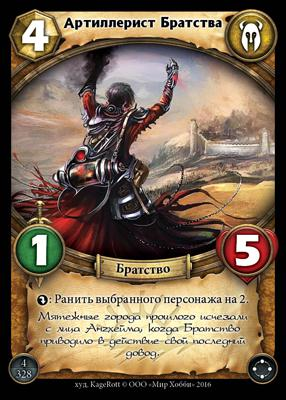 4
Артиллерист Братства
1
5
Братство
: Ранить выбранного персонажа на 2.
Мятежные города прошлого исчезали
с лица Ангхейла, когда Братство
приводило в действие свой последний
довод.
4
328
худ. KageRott © ООО «Мир Хобби» 2016